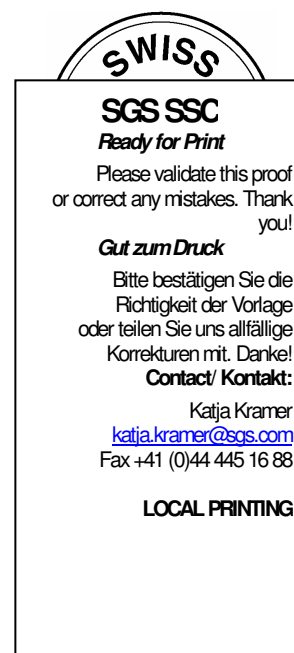 SWISS
SGS SSC
Ready for Print
Please validate this proof
or correct any mistakes. Thank
you!
Gut zum Druck
Bitte bestätigen Sie die
Richtigkeit der Vorlage
oder teilen Sie uns allfällige
Korrekturen mit. Danke!
Contact/ Kontakt:
Katja Kramer
katja.kramer@sgs.com
Fax +41 (0)44 445 16 88
LOCAL PRINTING